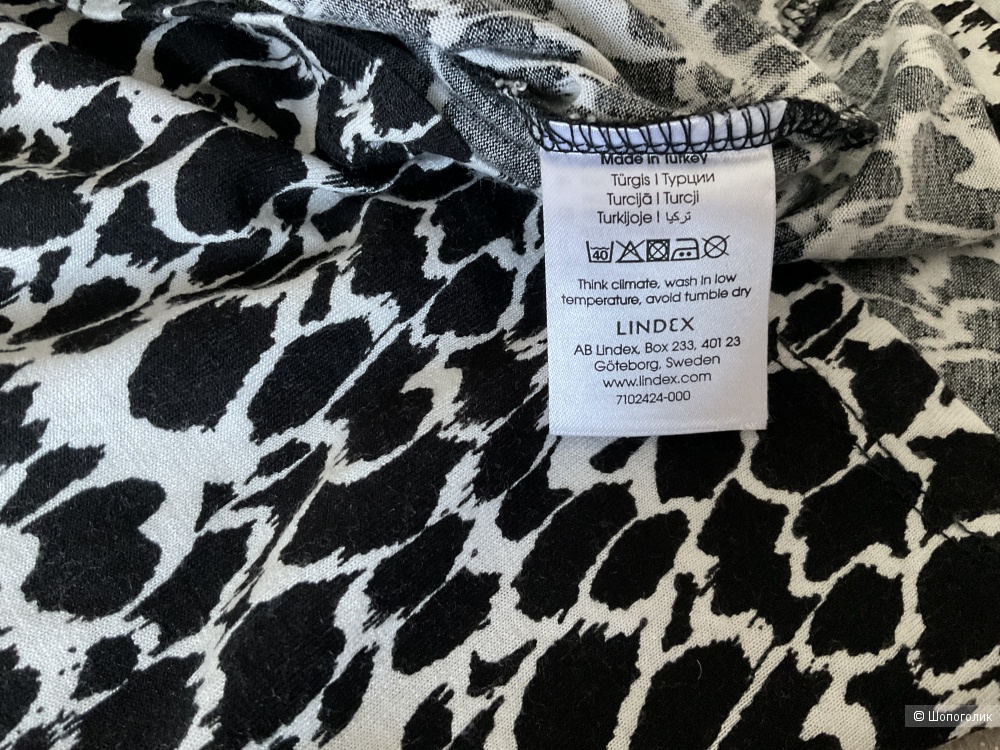 Made in Turkey
Türgis | Турции
Turcijā | Turcji
Turkijoje | تركيا
40
Think climate, wash in low
temperature, avoid tumble dry
LINDEX
AB Lindex, Box 233, 401 23
Göteborg, Sweden
www.lindex.com
7102424-000
© Шопоголик